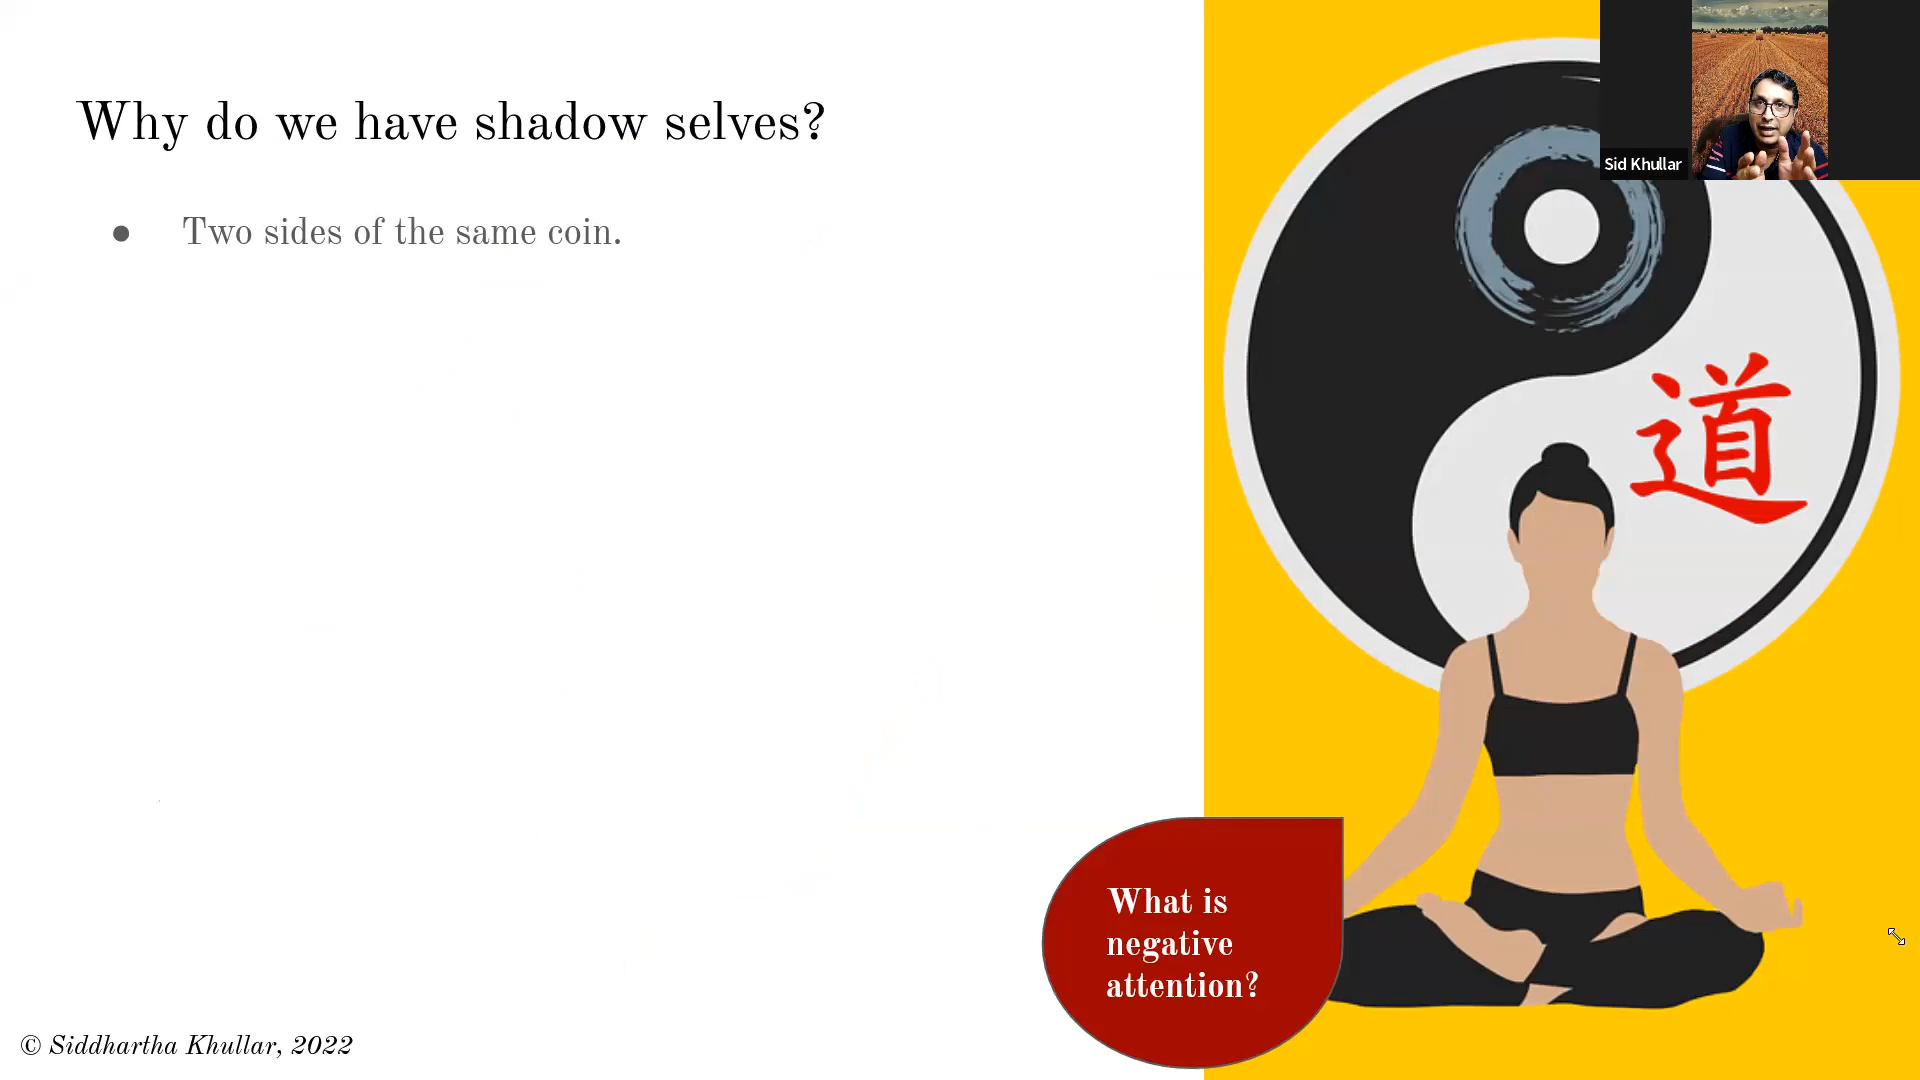 Why do we have shadow selves?
● Two sides of the same coin.
Sid Khullar
道
What is
negative
attention?
© Siddhartha Khullar, 2022